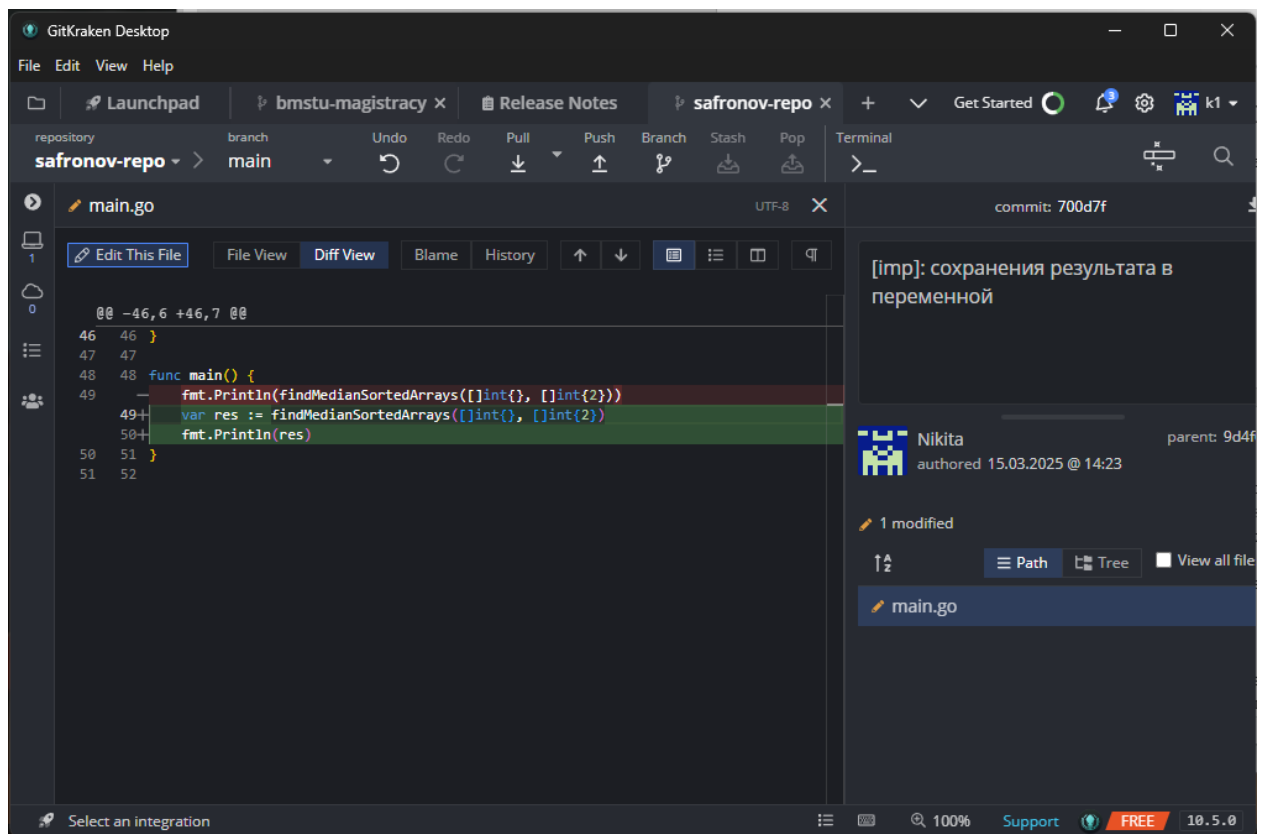 GitKraken Desktop
File Edit View Help
Launchpad bmstu-magistracy Release Notes safronov-repo Get Started 3 k1
repository branch Undo Redo Pull Push Branch Stash Pop Terminal
safronov-repo main
main.go UTF-8 commit: 700d7f
1 Edit This File File View Diff View Blame History
0
[imp]: сохранения результата в
переменной
@@ -46,6 +46,7 @@
46 46 }
47 47
48 48 func main() {
49 — fmt.Println(findMedianSortedArrays([]int{}, []int{2}))
49+ var res := findMedianSortedArrays([]int{}, []int{2})
50+ fmt.Println(res)
50 51 }
51 52
Nikita parent: 9d4f
authored 15.03.2025 @ 14:23
1 modified
Path Tree View all file
main.go
Select an integration 100% Support FREE 10.5.0